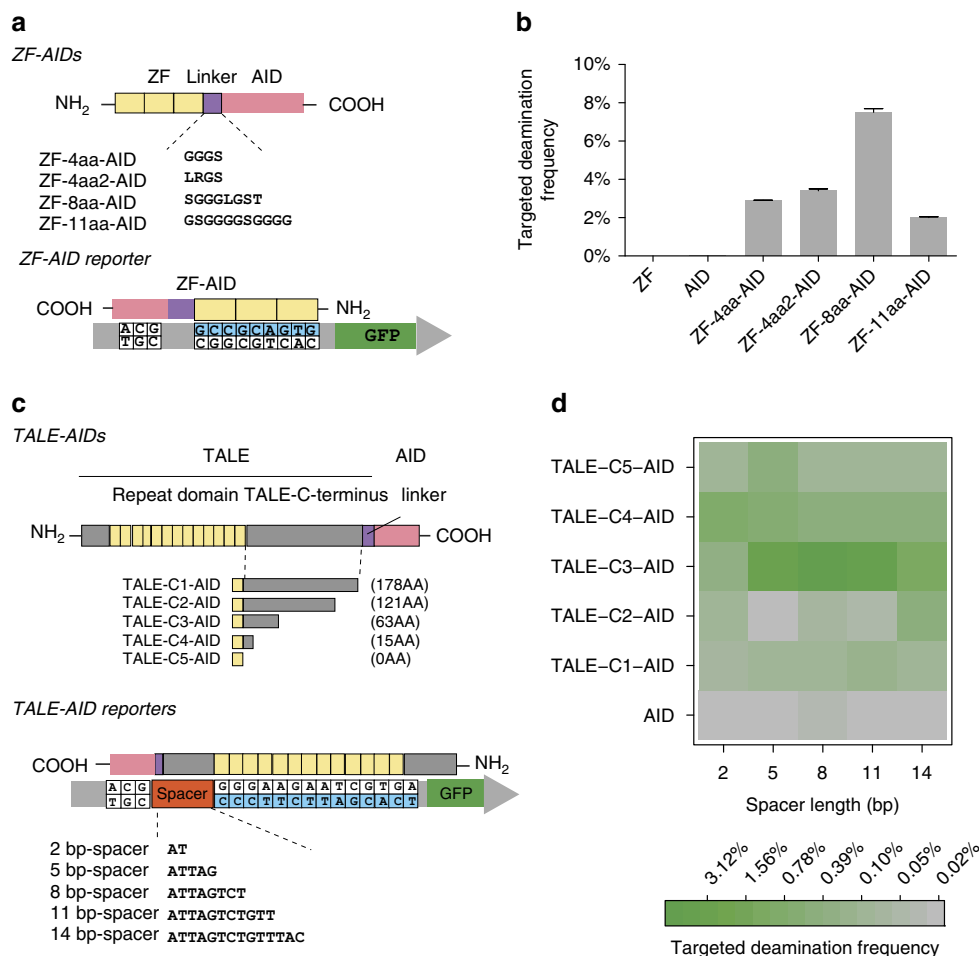 a
ZF-AIDs
ZF Linker AID
NH2 COOH
ZF-4aa-AID GGGS
ZF-4aa2-AID LRGS
ZF-8aa-AID SGGGLGST
ZF-11aa-AID GSGGGGSGGGG
ZF-AID reporter
ZF-AID
COOH NH2
ACG GCCGCAGTG
TGC CGGCGTCAC
GFP
b
Targeted deamination frequency
10%
8%
6%
4%
2%
0%
ZF
AID
ZF-4aa-AID
ZF-4aa2-AID
ZF-8aa-AID
ZF-11aa-AID
c
TALE-AIDs
TALE AID
Repeat domain TALE-C-terminus linker
NH2 COOH
TALE-C1-AID (178AA)
TALE-C2-AID (121AA)
TALE-C3-AID (63AA)
TALE-C4-AID (15AA)
TALE-C5-AID (0AA)
TALE-AID reporters
COOH NH2
ACG Spacer GGGAAGAATCGTGA GFP
TGC CCCTTCTTAGCACT
2 bp-spacer AT
5 bp-spacer ATTAG
8 bp-spacer ATTAGTCT
11 bp-spacer ATTAGTCTGTT
14 bp-spacer ATTAGTCTGTTTAC
d
TALE–C5–AID
TALE–C4–AID
TALE–C3–AID
TALE–C2–AID
TALE–C1–AID
AID
2 5 8 11 14
Spacer length (bp)
3.12% 1.56% 0.78% 0.39% 0.10% 0.05% 0.02%
Targeted deamination frequency